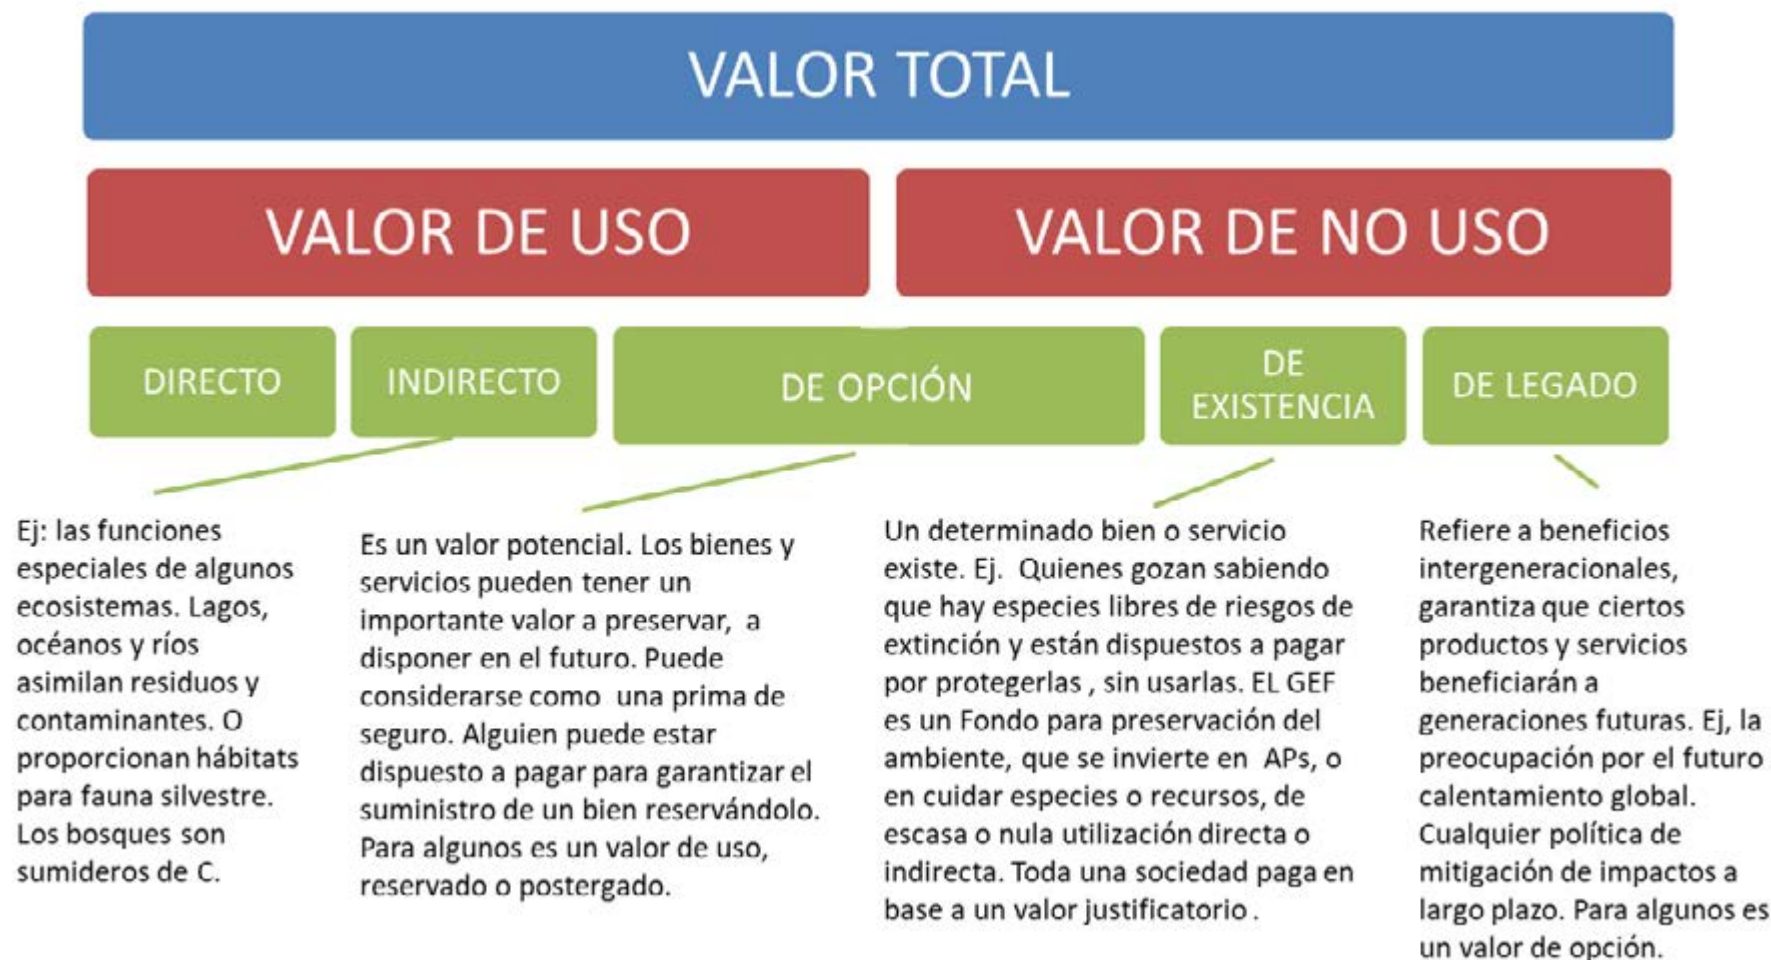 VALOR TOTAL
VALOR DE USO
VALOR DE NO USO
DIRECTO
INDIRECTO
DE OPCIÓN
DE
EXISTENCIA
DE LEGADO
Ej: las funciones
especiales de algunos
ecosistemas. Lagos,
océanos y ríos
asimilan residuos y
contaminantes. O
proporcionan hábitats
para fauna silvestre.
Los bosques son
sumideros de C.
Es un valor potencial. Los bienes y
servicios pueden tener un
importante valor a preservar, a
disponer en el futuro. Puede
considerarse como una prima de
seguro. Alguien puede estar
dispuesto a pagar para garantizar el
suministro de un bien reservándolo.
Para algunos es un valor de uso,
reservado o postergado.
Un determinado bien o servicio
existe. Ej. Quienes gozan sabiendo
que hay especies libres de riesgos de
extinción y están dispuestos a pagar
por protegerlas , sin usarlas. EL GEF
es un Fondo para preservación del
ambiente, que se invierte en APs, o
en cuidar especies o recursos, de
escasa o nula utilización directa o
indirecta. Toda una sociedad paga en
base a un valor justificatorio .
Refiere a beneficios
intergeneracionales,
garantiza que ciertos
productos y servicios
beneficiarán a
generaciones futuras. Ej, la
preocupación por el futuro
calentamiento global.
Cualquier política de
mitigación de impactos a
largo plazo. Para algunos es
un valor de opción.